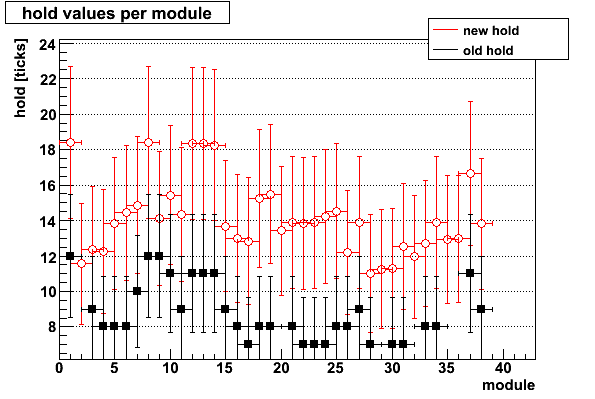 hold values per module
new hold
old hold
hold [ticks]
24
22
20
18
16
14
12
10
8
0 5 10 15 20 25 30 35 40
module